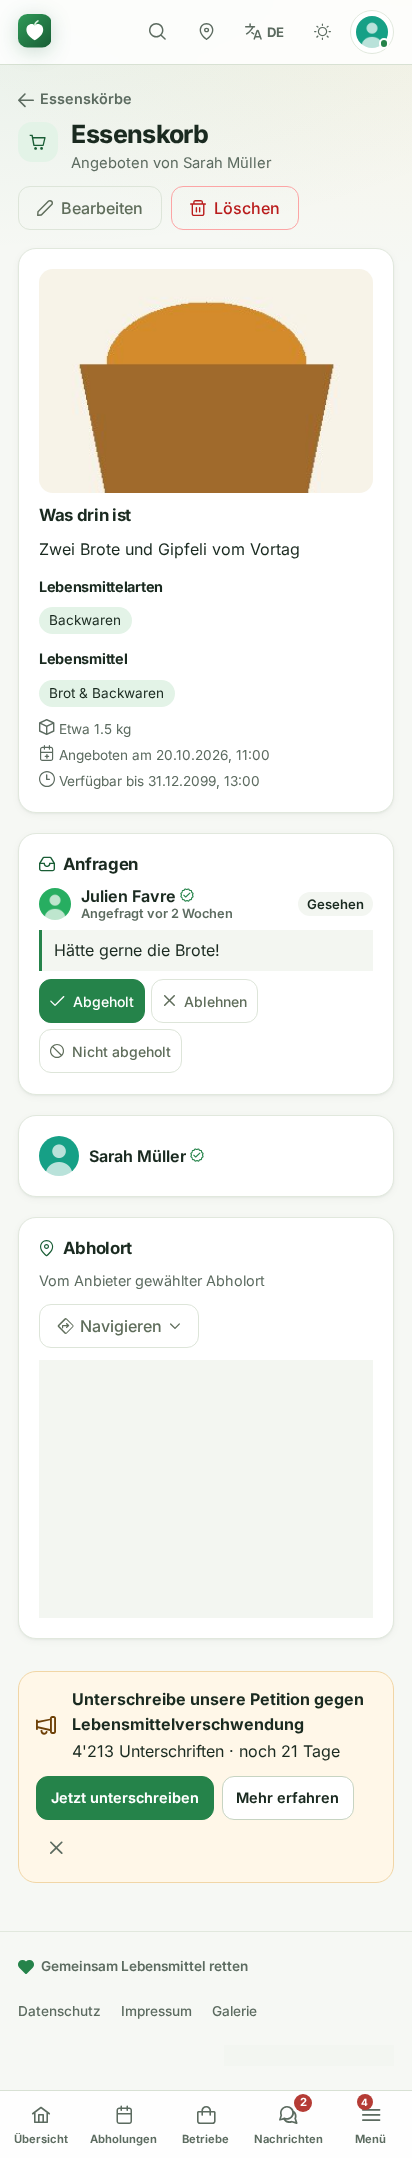 DE
Essenskörbe
Essenskorb
Angeboten von Sarah Müller
Bearbeiten
Löschen
Was drin ist
Zwei Brote und Gipfeli vom Vortag
Lebensmittelarten
Backwaren
Lebensmittel
Brot & Backwaren
Etwa 1.5 kg
Angeboten am 20.10.2026, 11:00
Verfügbar bis 31.12.2099, 13:00
Anfragen
Julien Favre
Angefragt vor 2 Wochen
Gesehen
Hätte gerne die Brote!
Abgeholt
Ablehnen
Nicht abgeholt
Sarah Müller
Abholort
Vom Anbieter gewählter Abholort
Navigieren
Unterschreibe unsere Petition gegen
Lebensmittelverschwendung
4'213 Unterschriften · noch 21 Tage
Jetzt unterschreiben
Mehr erfahren
Gemeinsam Lebensmittel retten
Datenschutz Impressum Galerie
2 4
Übersicht Abholungen Betriebe Nachrichten Menü